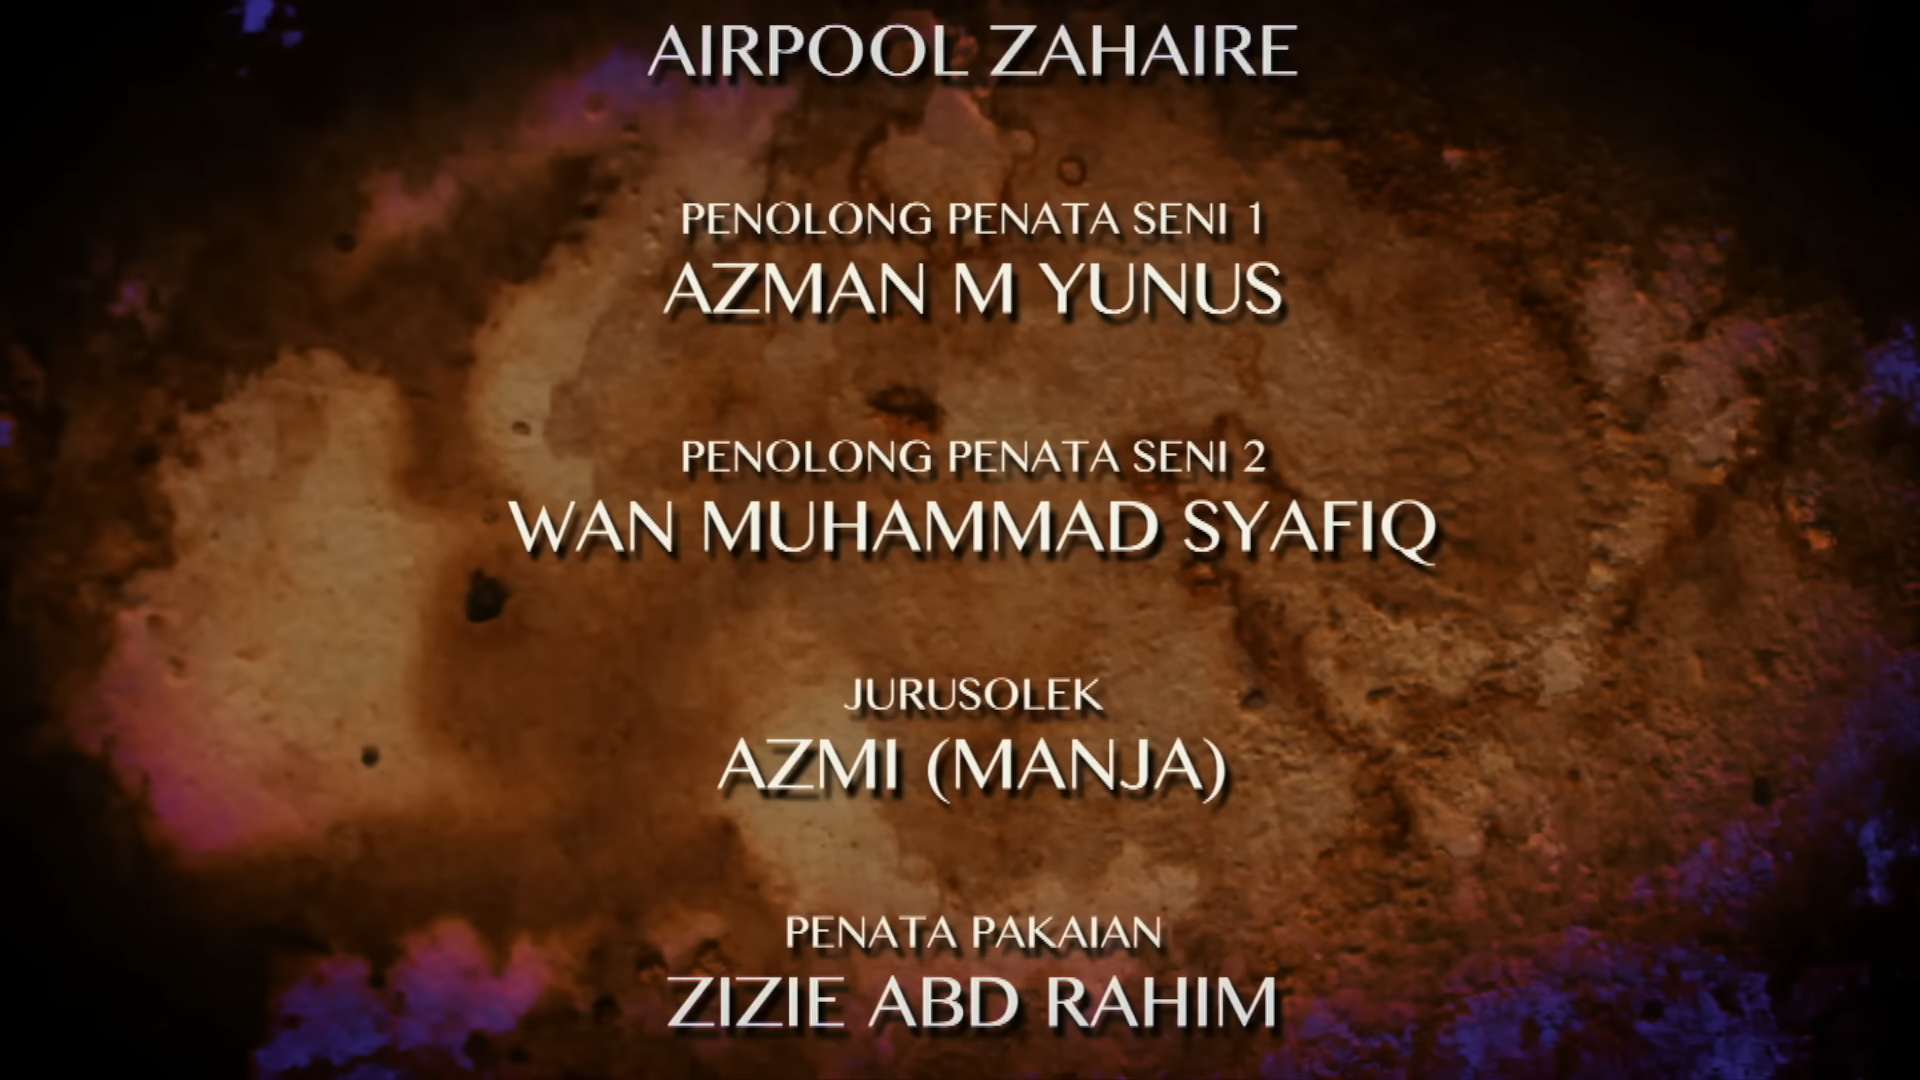 AIRPOOL ZAHAIRE
PENOLONG PENATA SENI 1
AZMAN M YUNUS
PENOLONG PENATA SENI 2
WAN MUHAMMAD SYAFIQ
JURUSOLEK
AZMI (MANJA)
PENATA PAKAIAN
ZIZIE ABD RAHIM